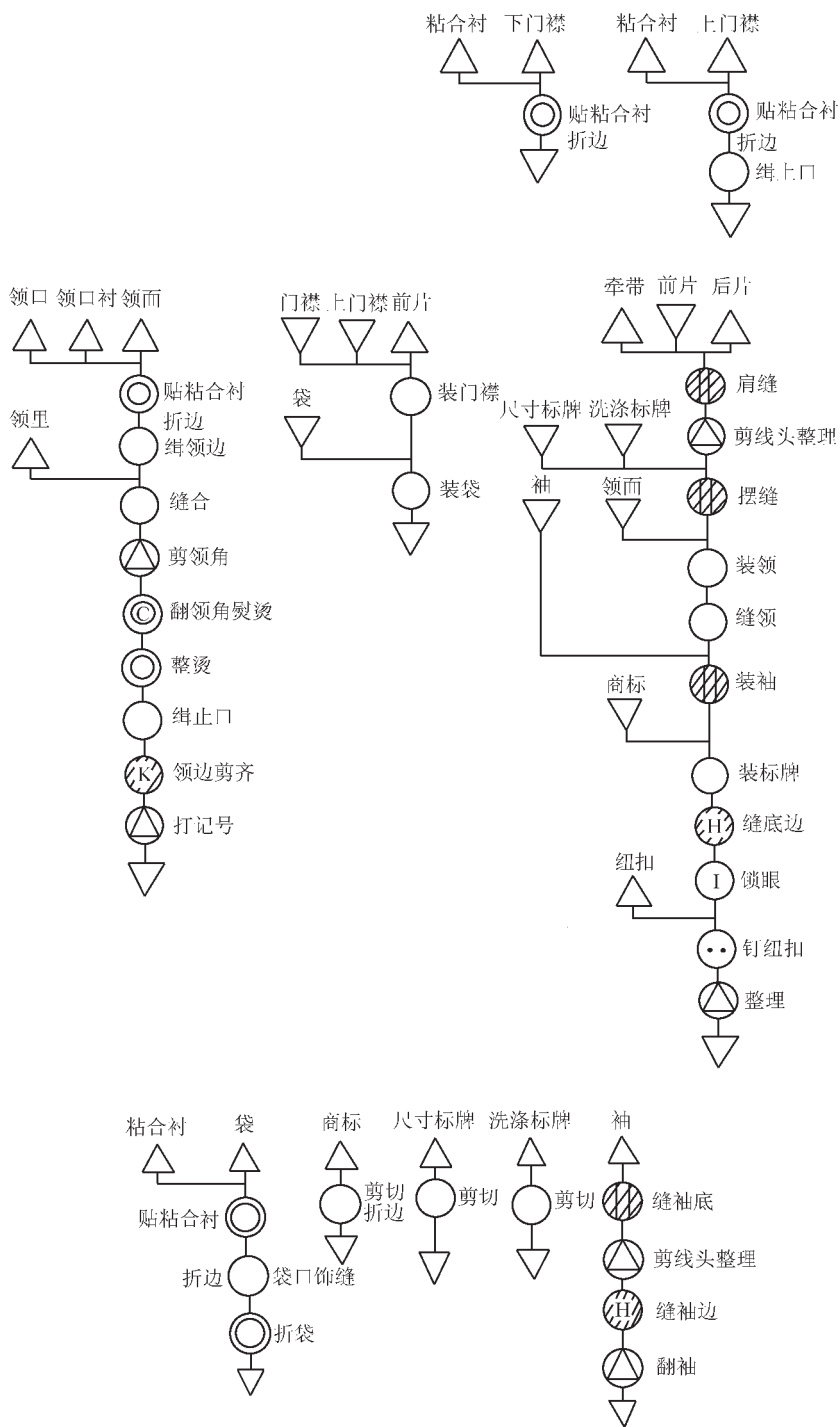 粘合衬 下门襟 粘合衬 上门襟
贴粘合衬 贴粘合衬
折边 折边
缉上口
领口 领口衬 领面
门襟 上门襟 前片
牵带 前片 后片
贴粘合衬
折边
装门襟
肩缝
领里
缉领边
袋
尺寸标牌 洗涤标牌
剪线头整理
缝合
装袋
袖 领面
摆缝
剪领角
装领
翻领角熨烫 C
缝领
整烫
装袖
缉止口
商标
K 领边剪齐
装标牌
打记号
H 缝底边
纽扣
I 锁眼
钉纽扣
整理
粘合衬 袋 商标 尺寸标牌 洗涤标牌 袖
贴粘合衬
剪切
折边
剪切
剪切
缝袖底
折边 袋口饰缝
剪线头整理
折袋
H 缝袖边
翻袖